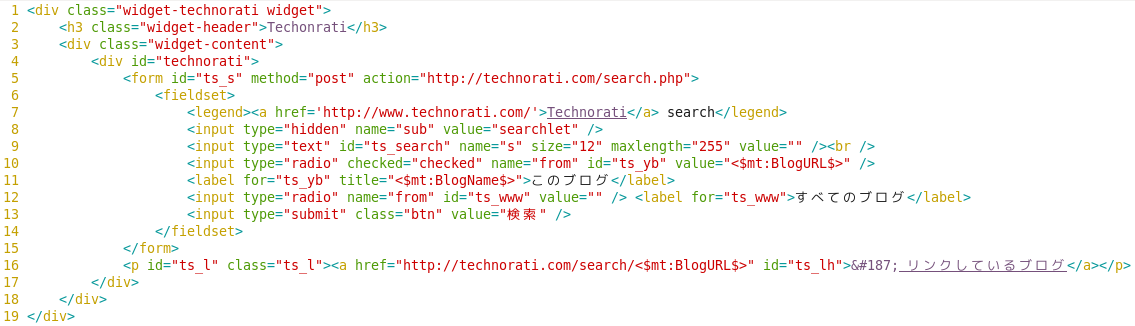 1 <div class="widget-technorati widget">
2     <h3 class="widget-header">Techonrati</h3>
3     <div class="widget-content">
4         <div id="technorati">
5             <form id="ts_s" method="post" action="http://technorati.com/search.php">
6                 <fieldset>
7                     <legend><a href='http://www.technorati.com/'>Technorati</a> search</legend>
8                     <input type="hidden" name="sub" value="searchlet" />
9                     <input type="text" id="ts_search" name="s" size="12" maxlength="255" value="" /><br />
10                     <input type="radio" checked="checked" name="from" id="ts_yb" value="<$mt:BlogURL$>" />
11                     <label for="ts_yb" title="<$mt:BlogName$>">このブログ</label>
12                     <input type="radio" name="from" id="ts_www" value="" /> <label for="ts_www">すべてのブログ</label>
13                     <input type="submit" class="btn" value="検索" />
14                 </fieldset>
15             </form>
16             <p id="ts_l" class="ts_l"><a href="http://technorati.com/search/<$mt:BlogURL$>" id="ts_lh">&#187; リンクしているブログ</a></p>
17         </div>
18     </div>
19 </div>